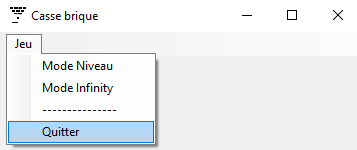 Casse brique
Jeu
Mode Niveau
Mode Infinity
---------------
Quitter